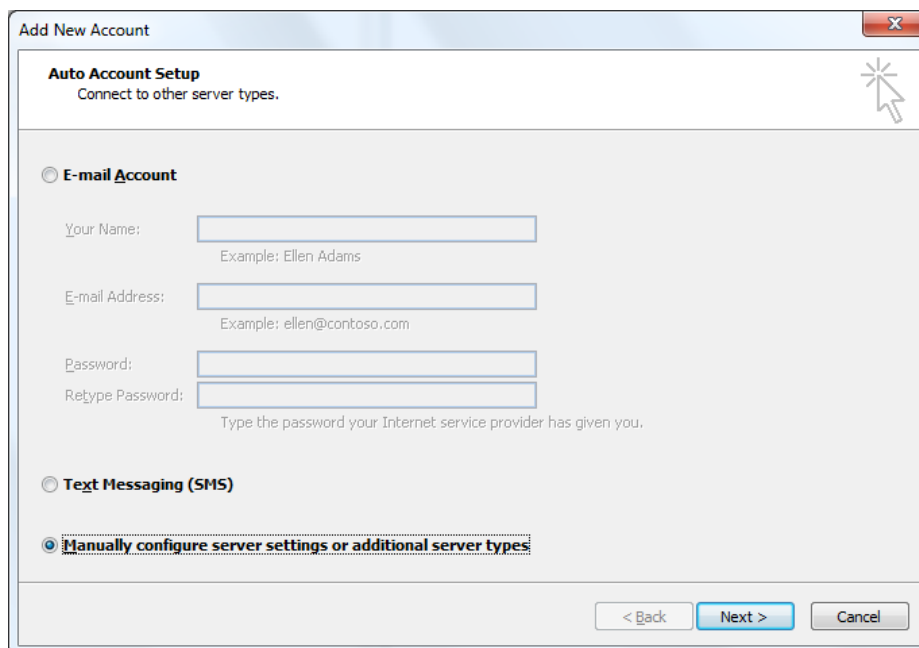 Add New Account
Auto Account Setup
Connect to other server types.
E-mail Account
Your Name:
Example: Ellen Adams
E-mail Address:
Example: ellen@contoso.com
Password:
Retype Password:
Type the password your Internet service provider has given you.
Text Messaging (SMS)
Manually configure server settings or additional server types
< Back Next > Cancel